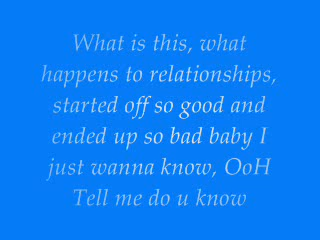 What is this, what
happens to relationships,
started off so good and
ended up so bad baby I
just wanna know, OoH
Tell me do u know